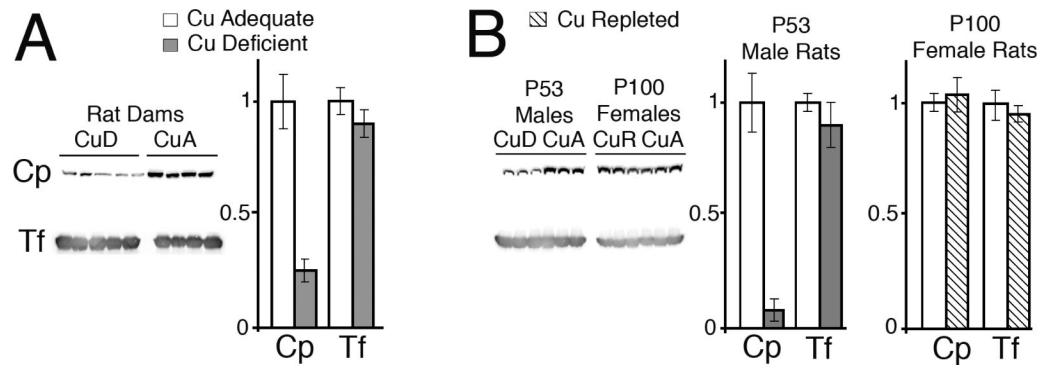 A
Cu Adequate
Cu Deficient
Rat Dams
CuD CuA
Cp
Tf
1
0.5
0
Cp Tf
B
Cu Repleted
P53
Males
P100
Females
CuD CuA CuR CuA
P53
Male Rats
1
0.5
0
Cp Tf
P100
Female Rats
1
0.5
0
Cp Tf